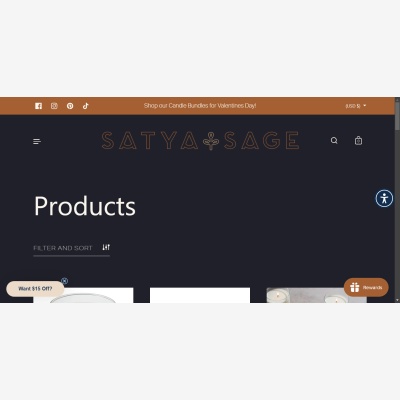 Shop our Candle Bundles for Valentines Day!
(USD $)
SATYA SAGE
0
Products
FILTER AND SORT
Want $15 Off?
Rewards